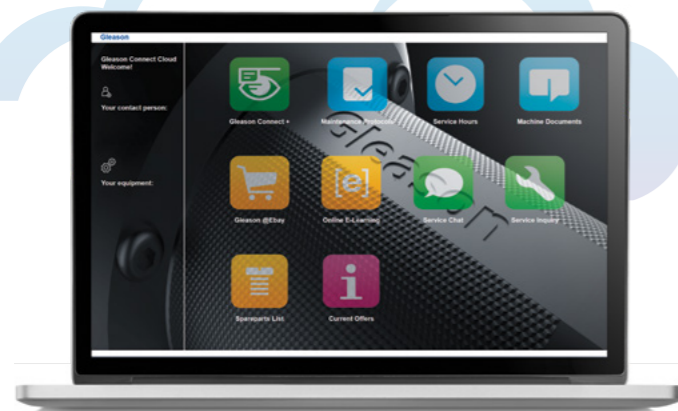 Gleason
Gleason Connect Cloud
Welcome!
Your contact person:
Your equipment:
Gleason Connect +
Maintenance Protocols
Service Hours
Machine Documents
Gleason @Ebay
[e]
Online E-Learning
Service Chat
Service Inquiry
Spareparts List
i
Current Offers
Gleason